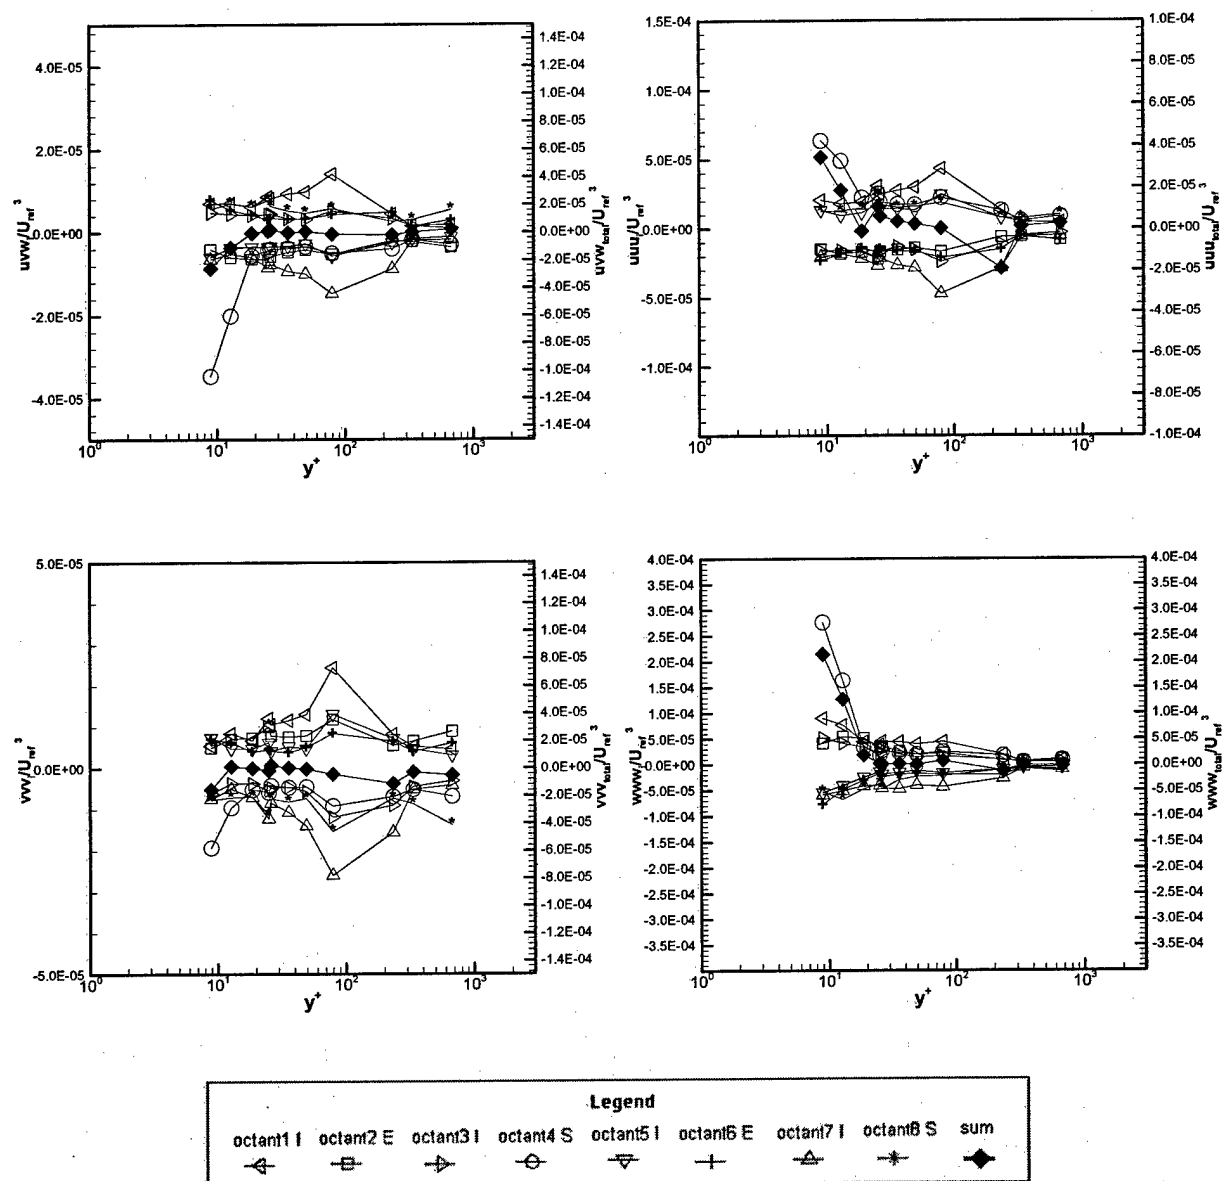 4.0E-05
2.0E-05
0.0E+00
-2.0E-05
-4.0E-05
uvw/U_ref^3
1.4E-04
1.2E-04
1.0E-04
8.0E-05
6.0E-05
4.0E-05
2.0E-05
0.0E+00
-2.0E-05
-4.0E-05
-6.0E-05
-8.0E-05
-1.0E-04
-1.2E-04
-1.4E-04
uvw_total/U_ref^3
10^0
10^1
10^2
10^3
y^+
1.5E-04
1.0E-04
5.0E-05
0.0E+00
-5.0E-05
-1.0E-04
uuu/U_ref^3
1.0E-04
8.0E-05
6.0E-05
4.0E-05
2.0E-05
0.0E+00
-2.0E-05
-4.0E-05
-6.0E-05
-8.0E-05
-1.0E-04
uuu_total/U_ref^3
10^0
10^1
10^2
10^3
y^+
5.0E-05
0.0E+00
-5.0E-05
vvv/U_ref^3
1.4E-04
1.2E-04
1.0E-04
8.0E-05
6.0E-05
4.0E-05
2.0E-05
0.0E+00
-2.0E-05
-4.0E-05
-6.0E-05
-8.0E-05
-1.0E-04
-1.2E-04
-1.4E-04
vvv_total/U_ref^3
10^0
10^1
10^2
10^3
y^+
4.0E-04
3.5E-04
3.0E-04
2.5E-04
2.0E-04
1.5E-04
1.0E-04
5.0E-05
0.0E+00
-5.0E-05
-1.0E-04
-1.5E-04
-2.0E-04
-2.5E-04
-3.0E-04
-3.5E-04
www/U_ref^3
4.0E-04
3.5E-04
3.0E-04
2.5E-04
2.0E-04
1.5E-04
1.0E-04
5.0E-05
0.0E+00
-5.0E-05
-1.0E-04
-1.5E-04
-2.0E-04
-2.5E-04
-3.0E-04
-3.5E-04
www_total/U_ref^3
10^0
10^1
10^2
10^3
y^+
Legend
octant1 I octant2 E octant3 I octant4 S octant5 I octant6 E octant7 I octant8 S sum